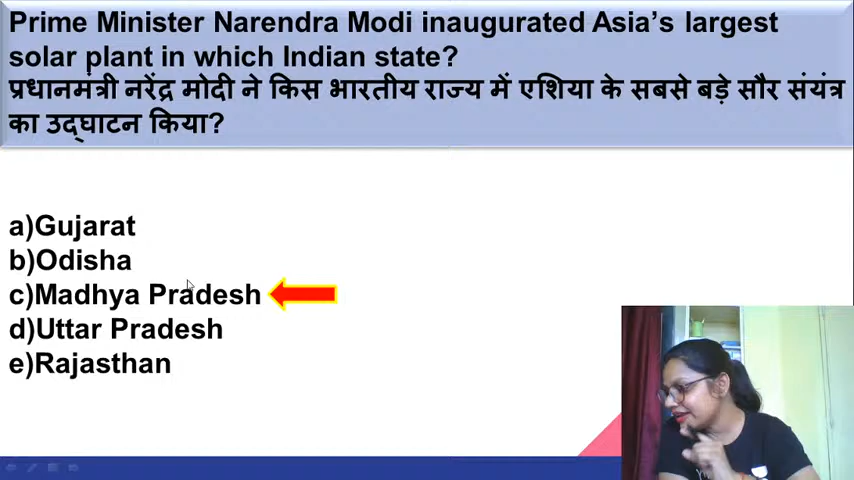 Prime Minister Narendra Modi inaugurated Asia's largest
solar plant in which Indian state?
प्रधानमंत्री नरेंद्र मोदी ने किस भारतीय राज्य में एशिया के सबसे बड़े सौर संयंत्र
का उद्घाटन किया?
a)Gujarat
b)Odisha
c)Madhya Pradesh
d)Uttar Pradesh
e)Rajasthan